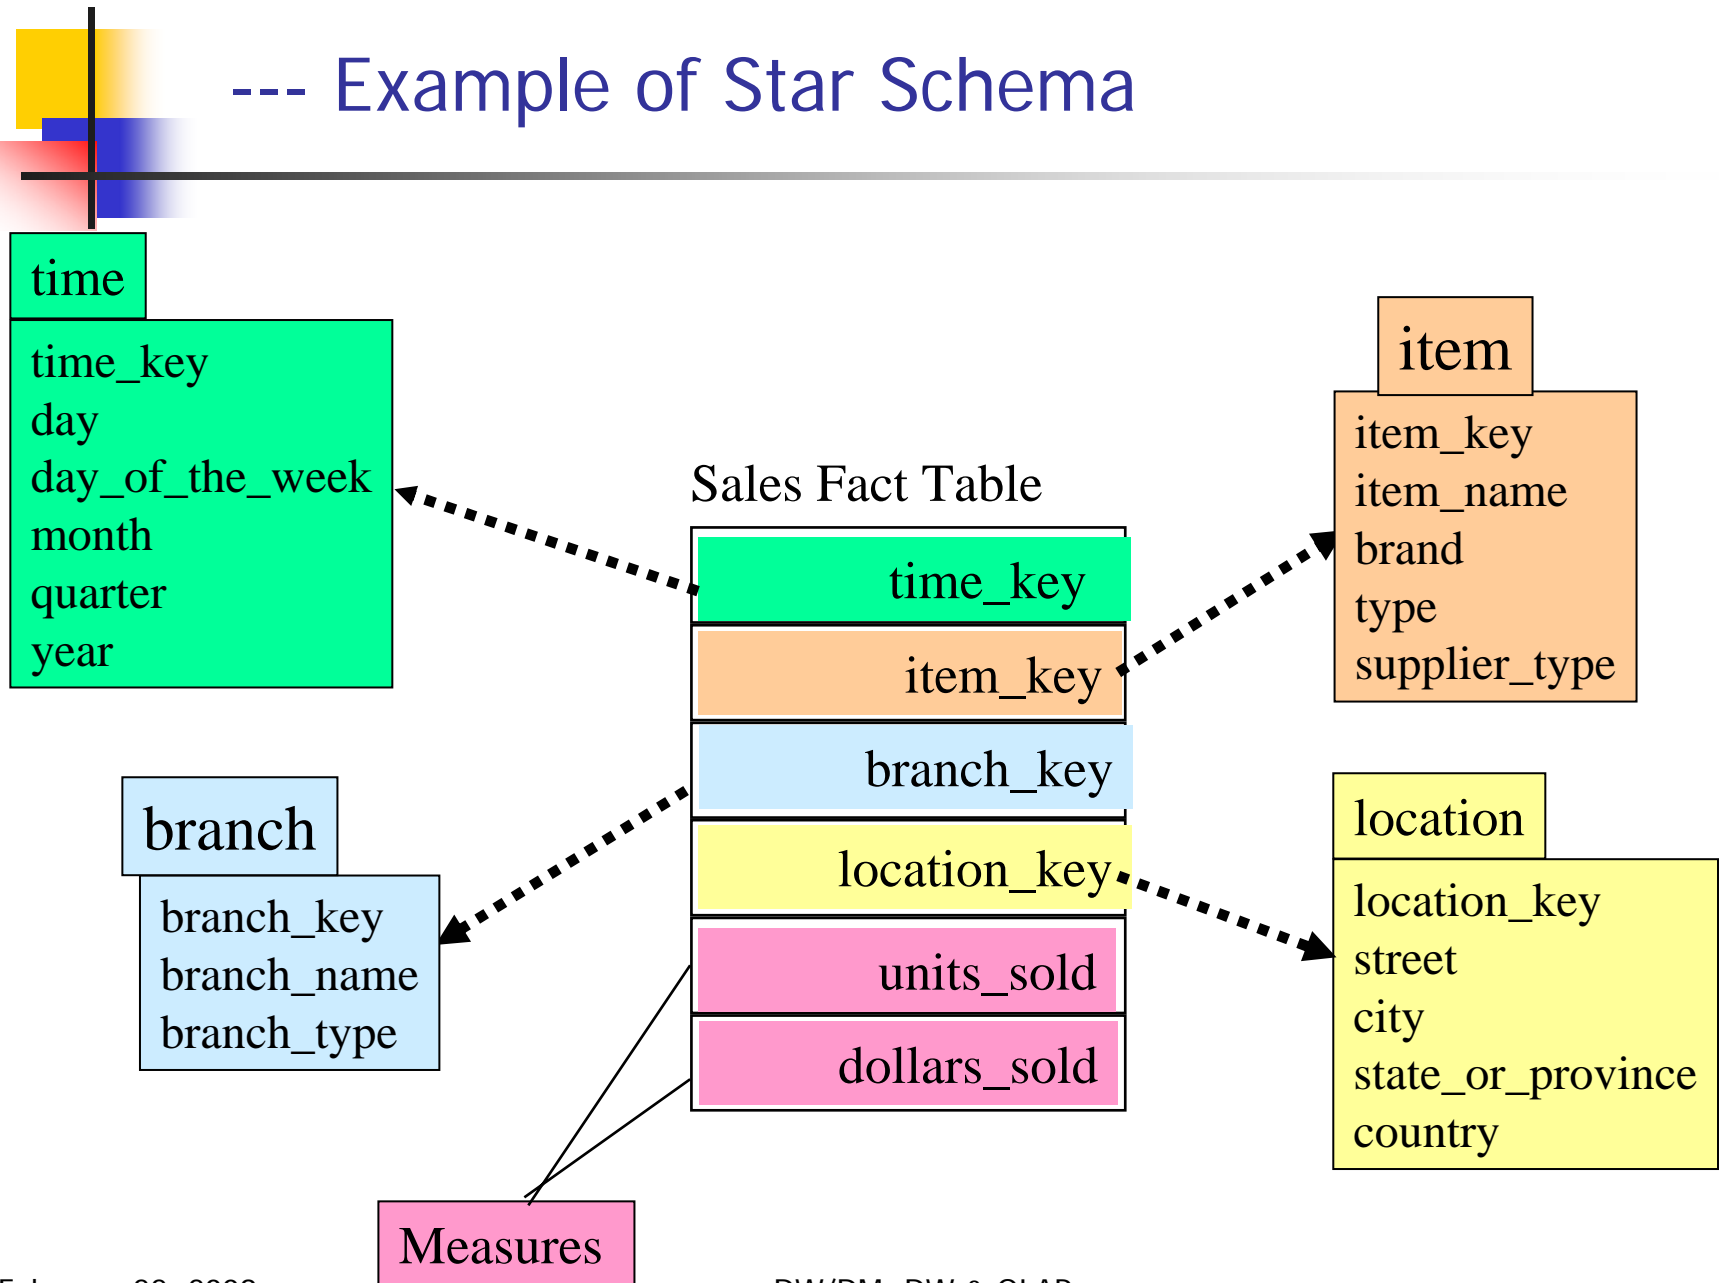 --- Example of Star Schema
time
time_key
day
day_of_the_week
month
quarter
year
item
item_key
item_name
brand
type
supplier_type
Sales Fact Table
time_key
item_key
branch_key
location_key
units_sold
dollars_sold
branch
branch_key
branch_name
branch_type
location
location_key
street
city
state_or_province
country
Measures